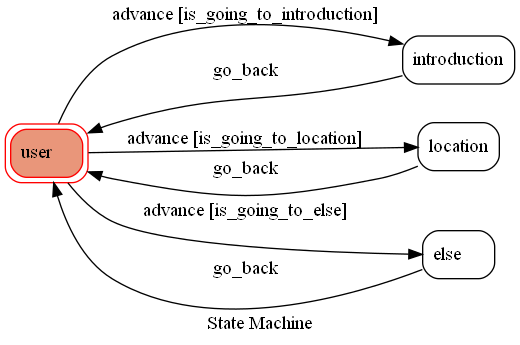 advance [is_going_to_introduction]
introduction
go_back
advance [is_going_to_location]
user
location
go_back
advance [is_going_to_else]
else
go_back
State Machine